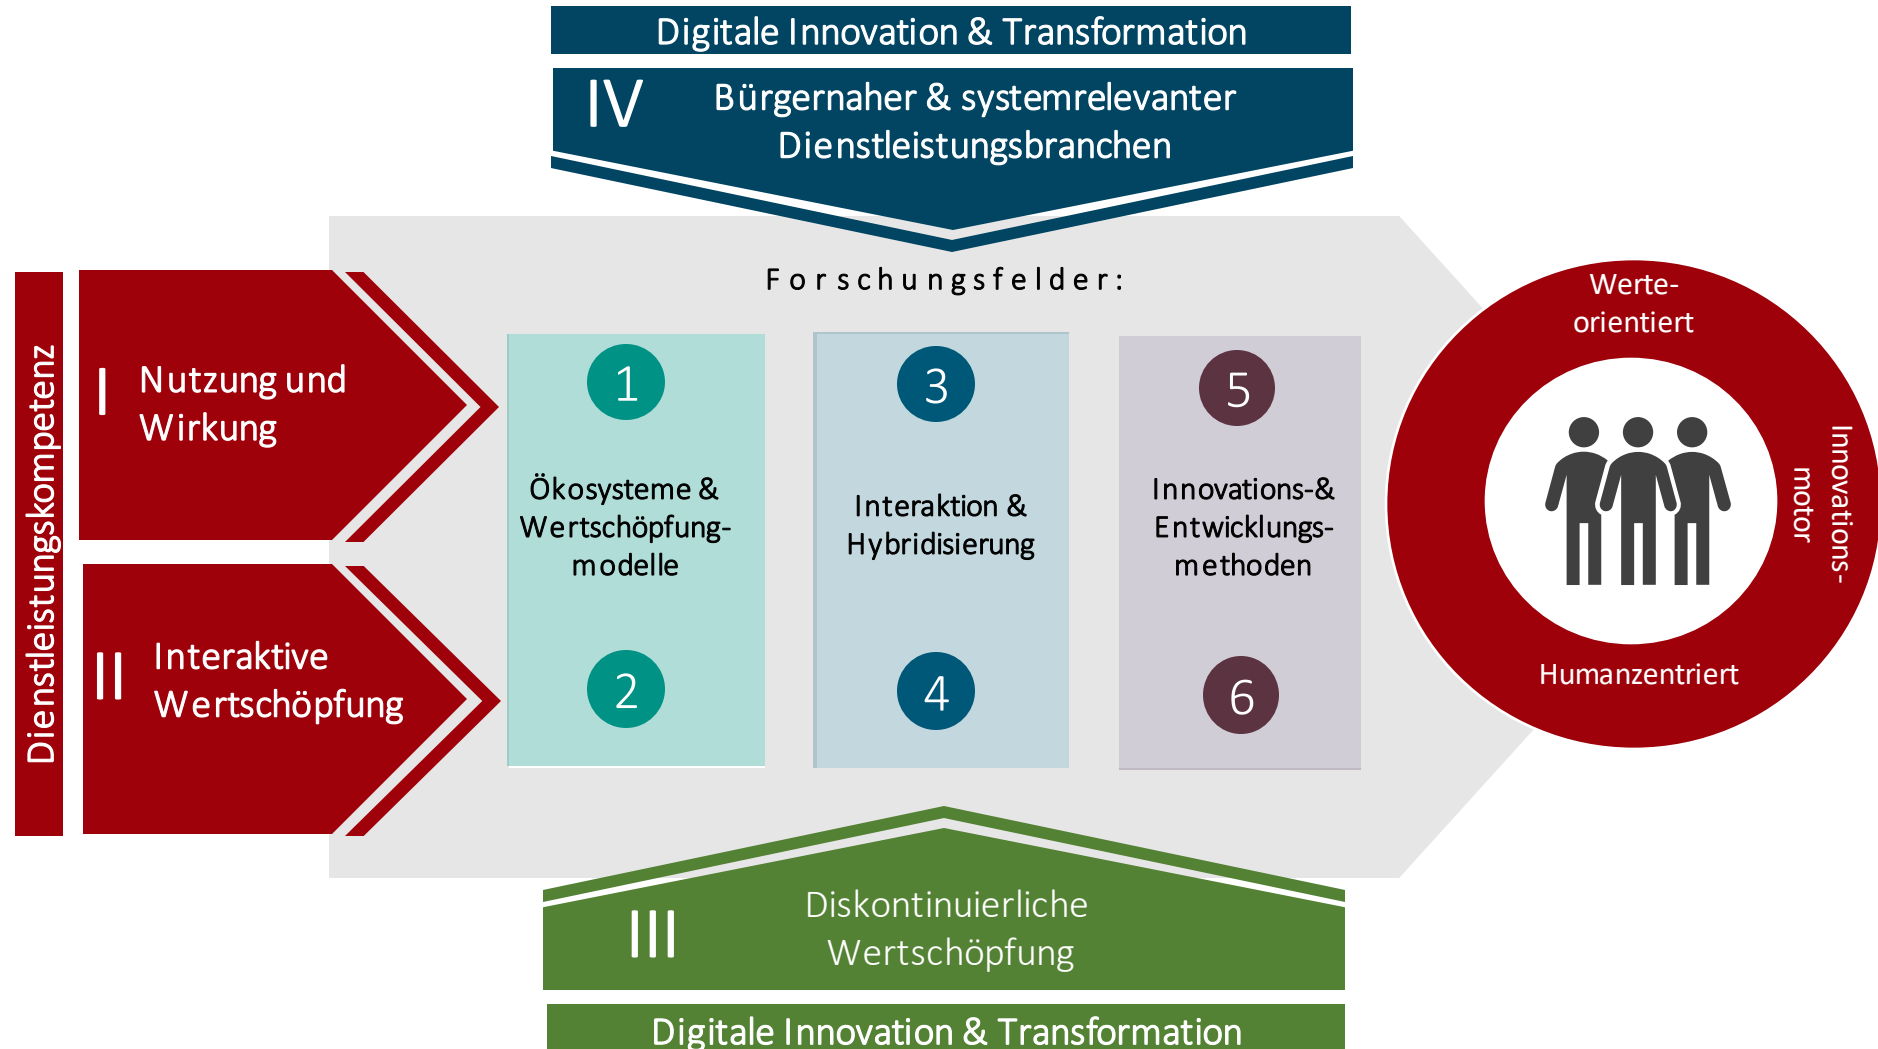 Digitale Innovation & Transformation
IV
Bürgernaher & systemrelevanter
Dienstleistungsbranchen
Forschungsfelder:
Dienstleistungskompetenz
I
Nutzung und
Wirkung
II
Interaktive
Wertschöpfung
1
Ökosysteme &
Wertschöpfung-
modelle
2
3
Interaktion &
Hybridisierung
4
5
Innovations-&
Entwicklungs-
methoden
6
Werte-
orientiert
Innovations-
motor
Humanzentriert
III
Diskontinuierliche
Wertschöpfung
Digitale Innovation & Transformation